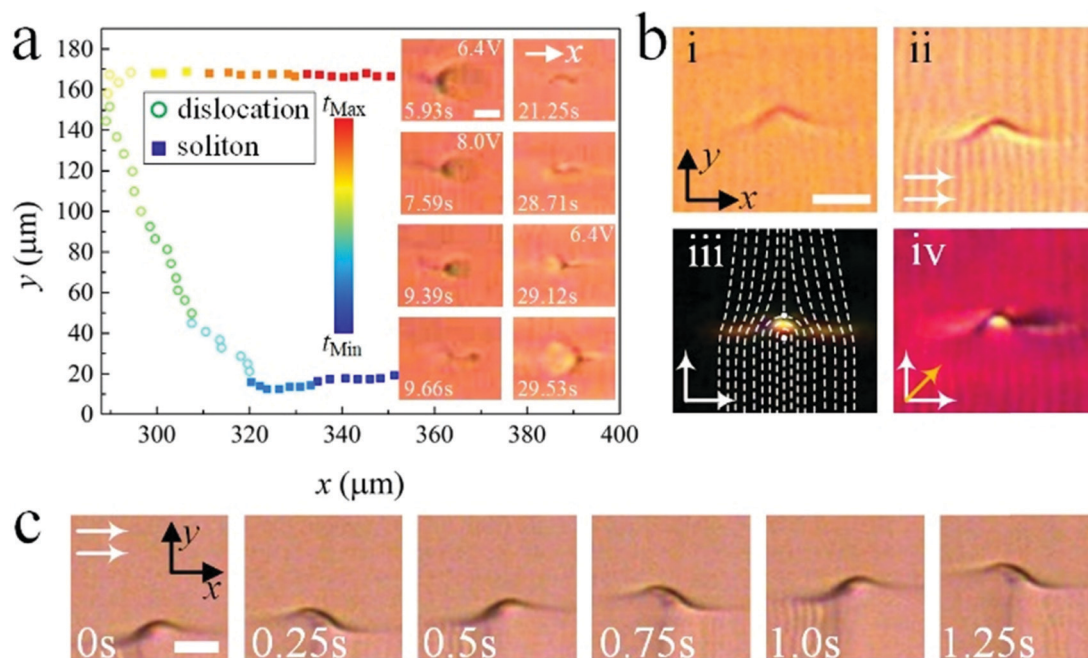 a
180
160
140
120
100
80
60
40
20
0
y (μm)
dislocation
soliton
tMax
tMin
300
320
340
360
380
400
x (μm)
6.4V
5.93s
x
21.25s
8.0V
7.59s
28.71s
9.39s
6.4V
29.12s
9.66s
29.53s
b
i
y
x
ii
iii
iv
c
y
x
0s
0.25s
0.5s
0.75s
1.0s
1.25s